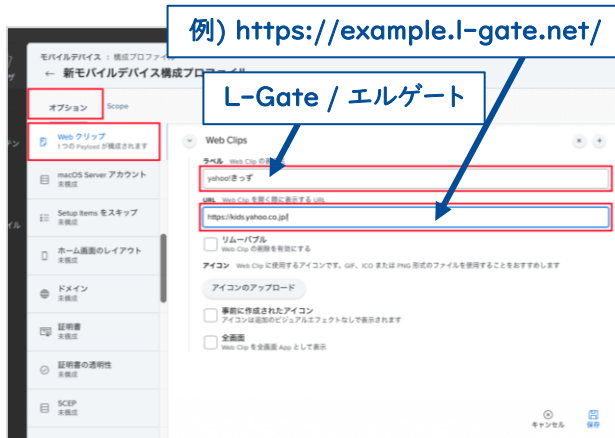 例) https://example.l-gate.net/
モバイルデバイス : 構成プロファイル
← 新モバイルデバイス構成プロファイル
L-Gate / エルゲート
オプション
Scope
Web クリップ
1 つの Payload が構成されます
macOS Server アカウント
未構成
Setup Items をスキップ
未構成
ホーム画面のレイアウト
未構成
ドメイン
未構成
証明書
未構成
証明書の透明性
未構成
SCEP
未構成
Web Clips
ラベル Web Clip の
yahoo!きっず
URL Web Clip を開く際に表示する URL
https://kids.yahoo.co.jp/
リムーバブル
Web Clip の削除を有効にする
アイコン Web Clip に使用するアイコンです。GIF、ICO または PNG 形式のファイルを使用することをおすすめします
アイコンのアップロード
事前に作成されたアイコン
アイコンは追加のビジュアルエフェクトなしで表示されます
全画面
Web Clip を全画面 App として表示
キャンセル
保存